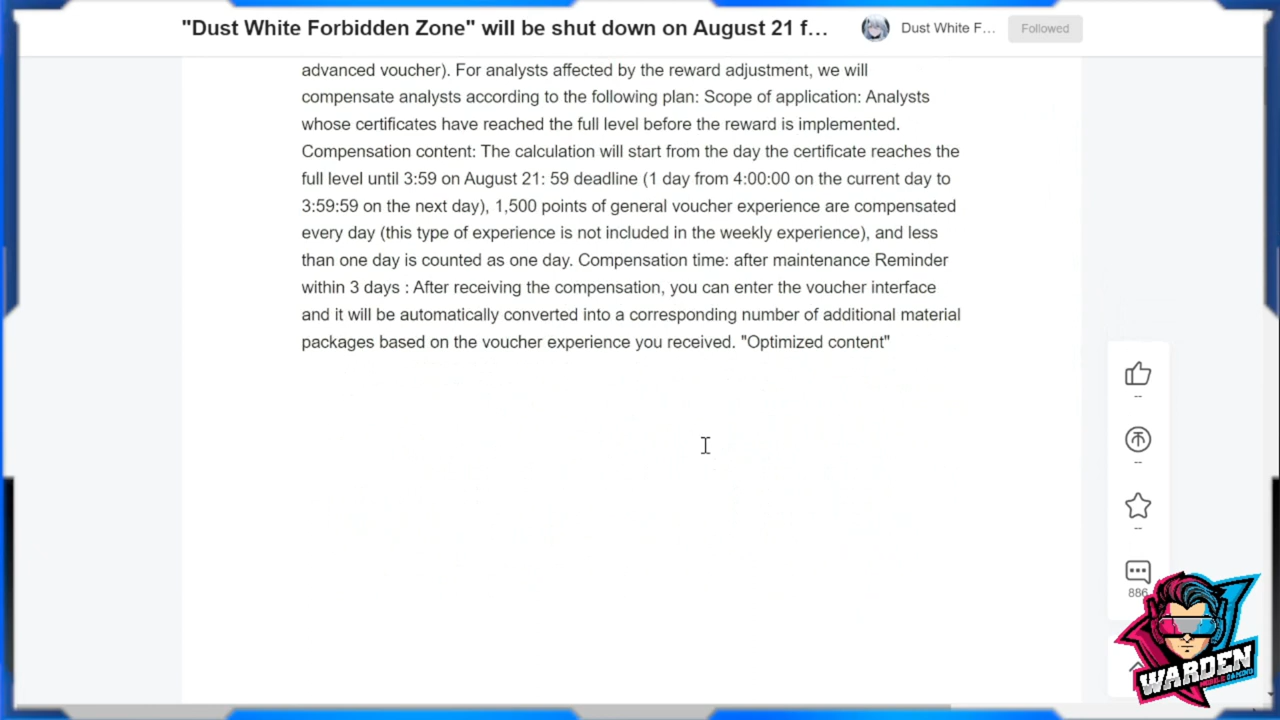 "Dust White Forbidden Zone" will be shut down on August 21 f...
Dust White F...
Followed
advanced voucher). For analysts affected by the reward adjustment, we will
compensate analysts according to the following plan: Scope of application: Analysts
whose certificates have reached the full level before the reward is implemented.
Compensation content: The calculation will start from the day the certificate reaches the
full level until 3:59 on August 21: 59 deadline (1 day from 4:00:00 on the current day to
3:59:59 on the next day), 1,500 points of general voucher experience are compensated
every day (this type of experience is not included in the weekly experience), and less
than one day is counted as one day. Compensation time: after maintenance Reminder
within 3 days : After receiving the compensation, you can enter the voucher interface
and it will be automatically converted into a corresponding number of additional material
packages based on the voucher experience you received. "Optimized content"
--
--
--
886
WARDEN
MOBILE GAMING